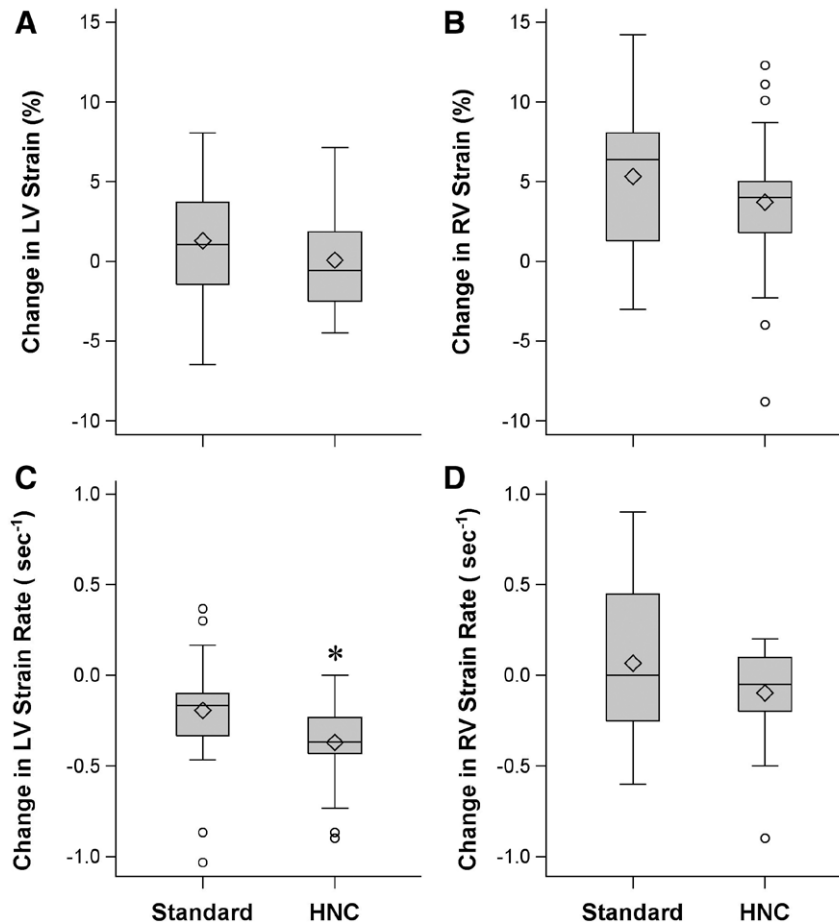 A
Change in LV Strain (%)
15
10
5
0
-5
-10
B
Change in RV Strain (%)
15
10
5
0
-5
-10
C
Change in LV Strain Rate ( sec⁻¹)
1.0
0.5
0.0
-0.5
-1.0
*
Standard HNC
D
Change in RV Strain Rate ( sec⁻¹)
1.0
0.5
0.0
-0.5
-1.0
Standard HNC